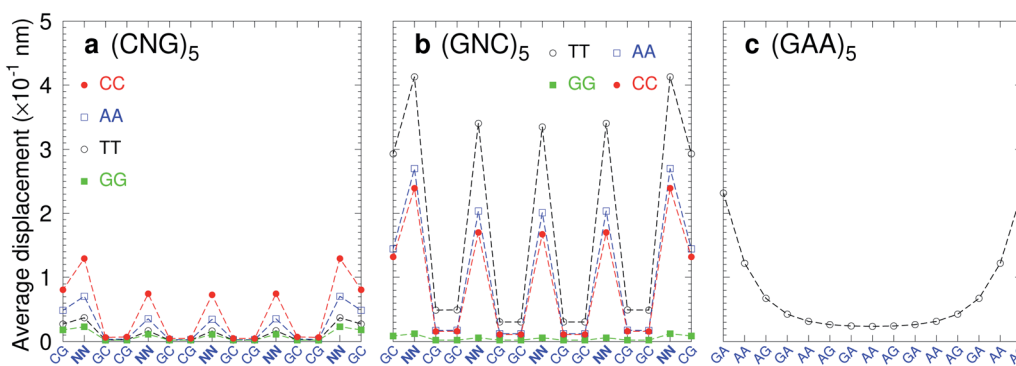 Average displacement (×10⁻¹ nm)
5
4
3
2
1
0
a (CNG)₅
CC
AA
TT
GG
CG NN GC CG NN GC CG NN GC CG NN GC CG NN GC
b (GNC)₅
TT AA
GG CC
GC NN CG GC NN CG GC NN CG GC NN CG GC NN CG
c (GAA)₅
GA AA AG GA AA AG GA AA AG GA AA AG GA AA